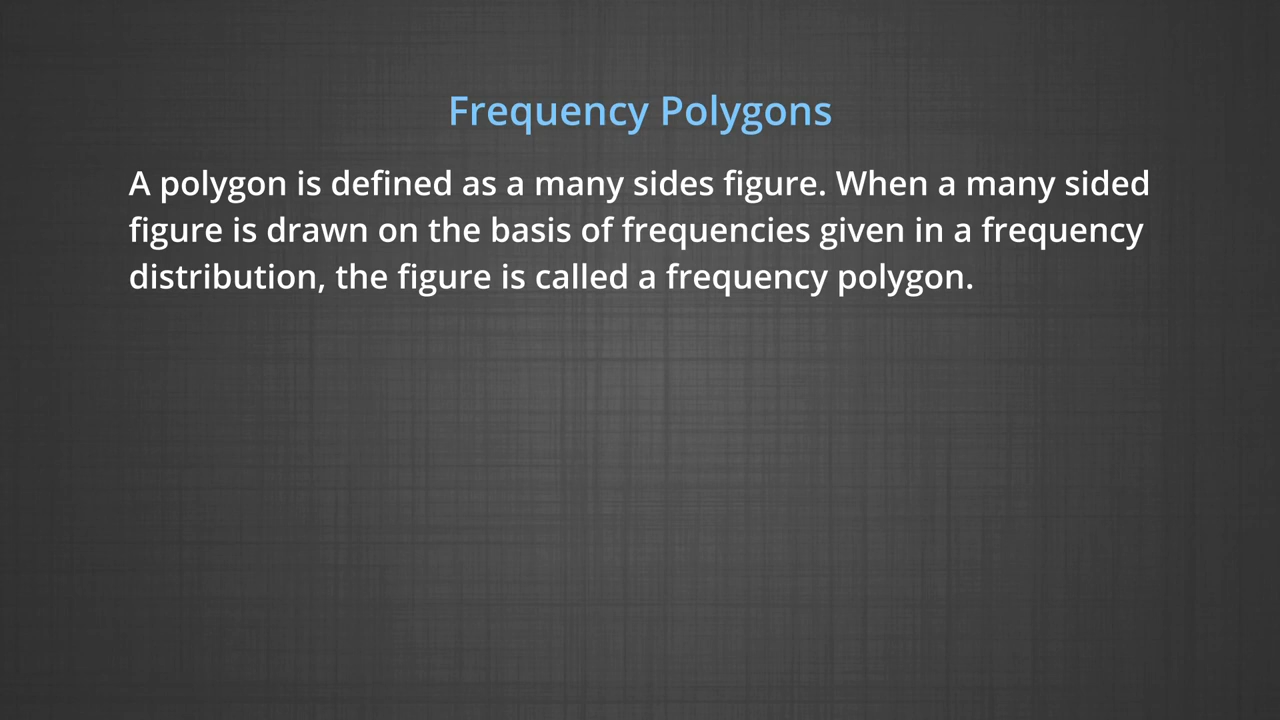 Frequency Polygons
A polygon is defined as a many sides figure. When a many sided
figure is drawn on the basis of frequencies given in a frequency
distribution, the figure is called a frequency polygon.